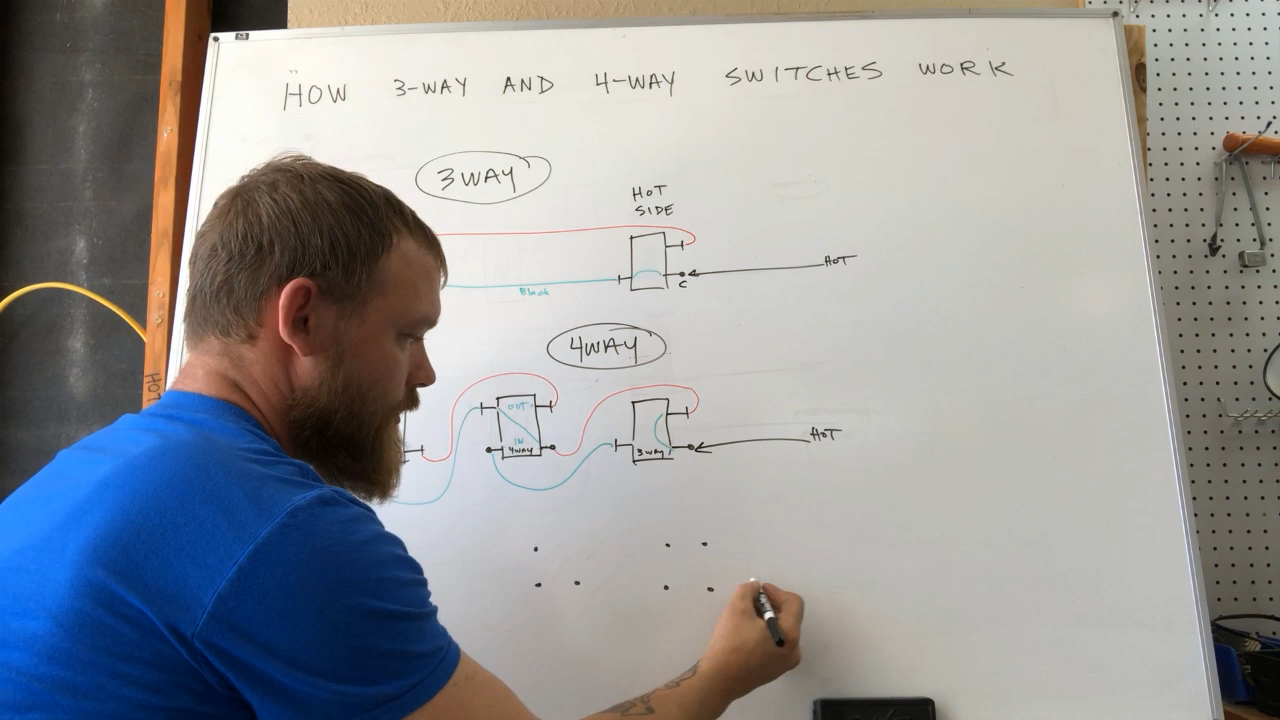 HOW 3-WAY AND 4-WAY SWITCHES WORK
3WAY
HOT
SIDE
HOT
C
Black
4WAY
OUT
IN
4WAY
3WAY
HOT
HOT